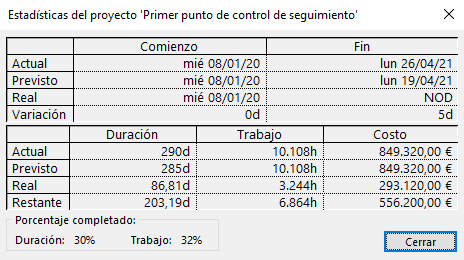 Estadísticas del proyecto 'Primer punto de control de seguimiento'
Comienzo Fin
Actual mié 08/01/20 lun 26/04/21
Previsto mié 08/01/20 lun 19/04/21
Real mié 08/01/20 NOD
Variación 0d 5d
Duración Trabajo Costo
Actual 290d 10.108h 849.320,00 €
Previsto 285d 10.108h 849.320,00 €
Real 86,81d 3.244h 293.120,00 €
Restante 203,19d 6.864h 556.200,00 €
Porcentaje completado:
Duración: 30% Trabajo: 32%
Cerrar